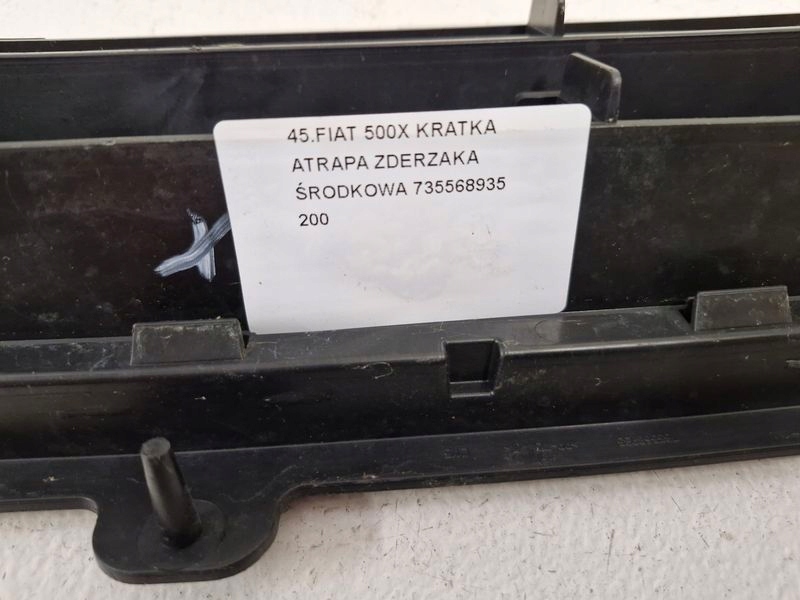 45.FIAT 500X KRATKA
ATRAPA ZDERZAKA
ŚRODKOWA 735568935
200